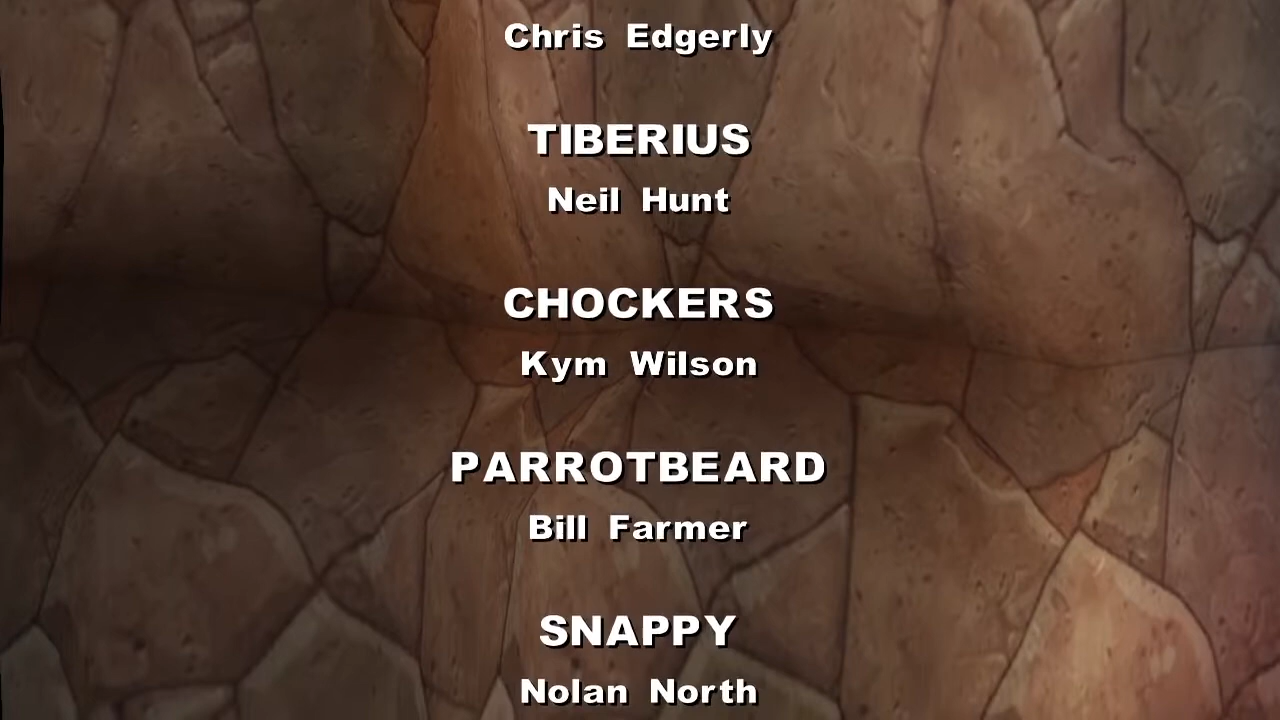 Chris Edgerly
TIBERIUS
Neil Hunt
CHOCKERS
Kym Wilson
PARROTBEARD
Bill Farmer
SNAPPY
Nolan North